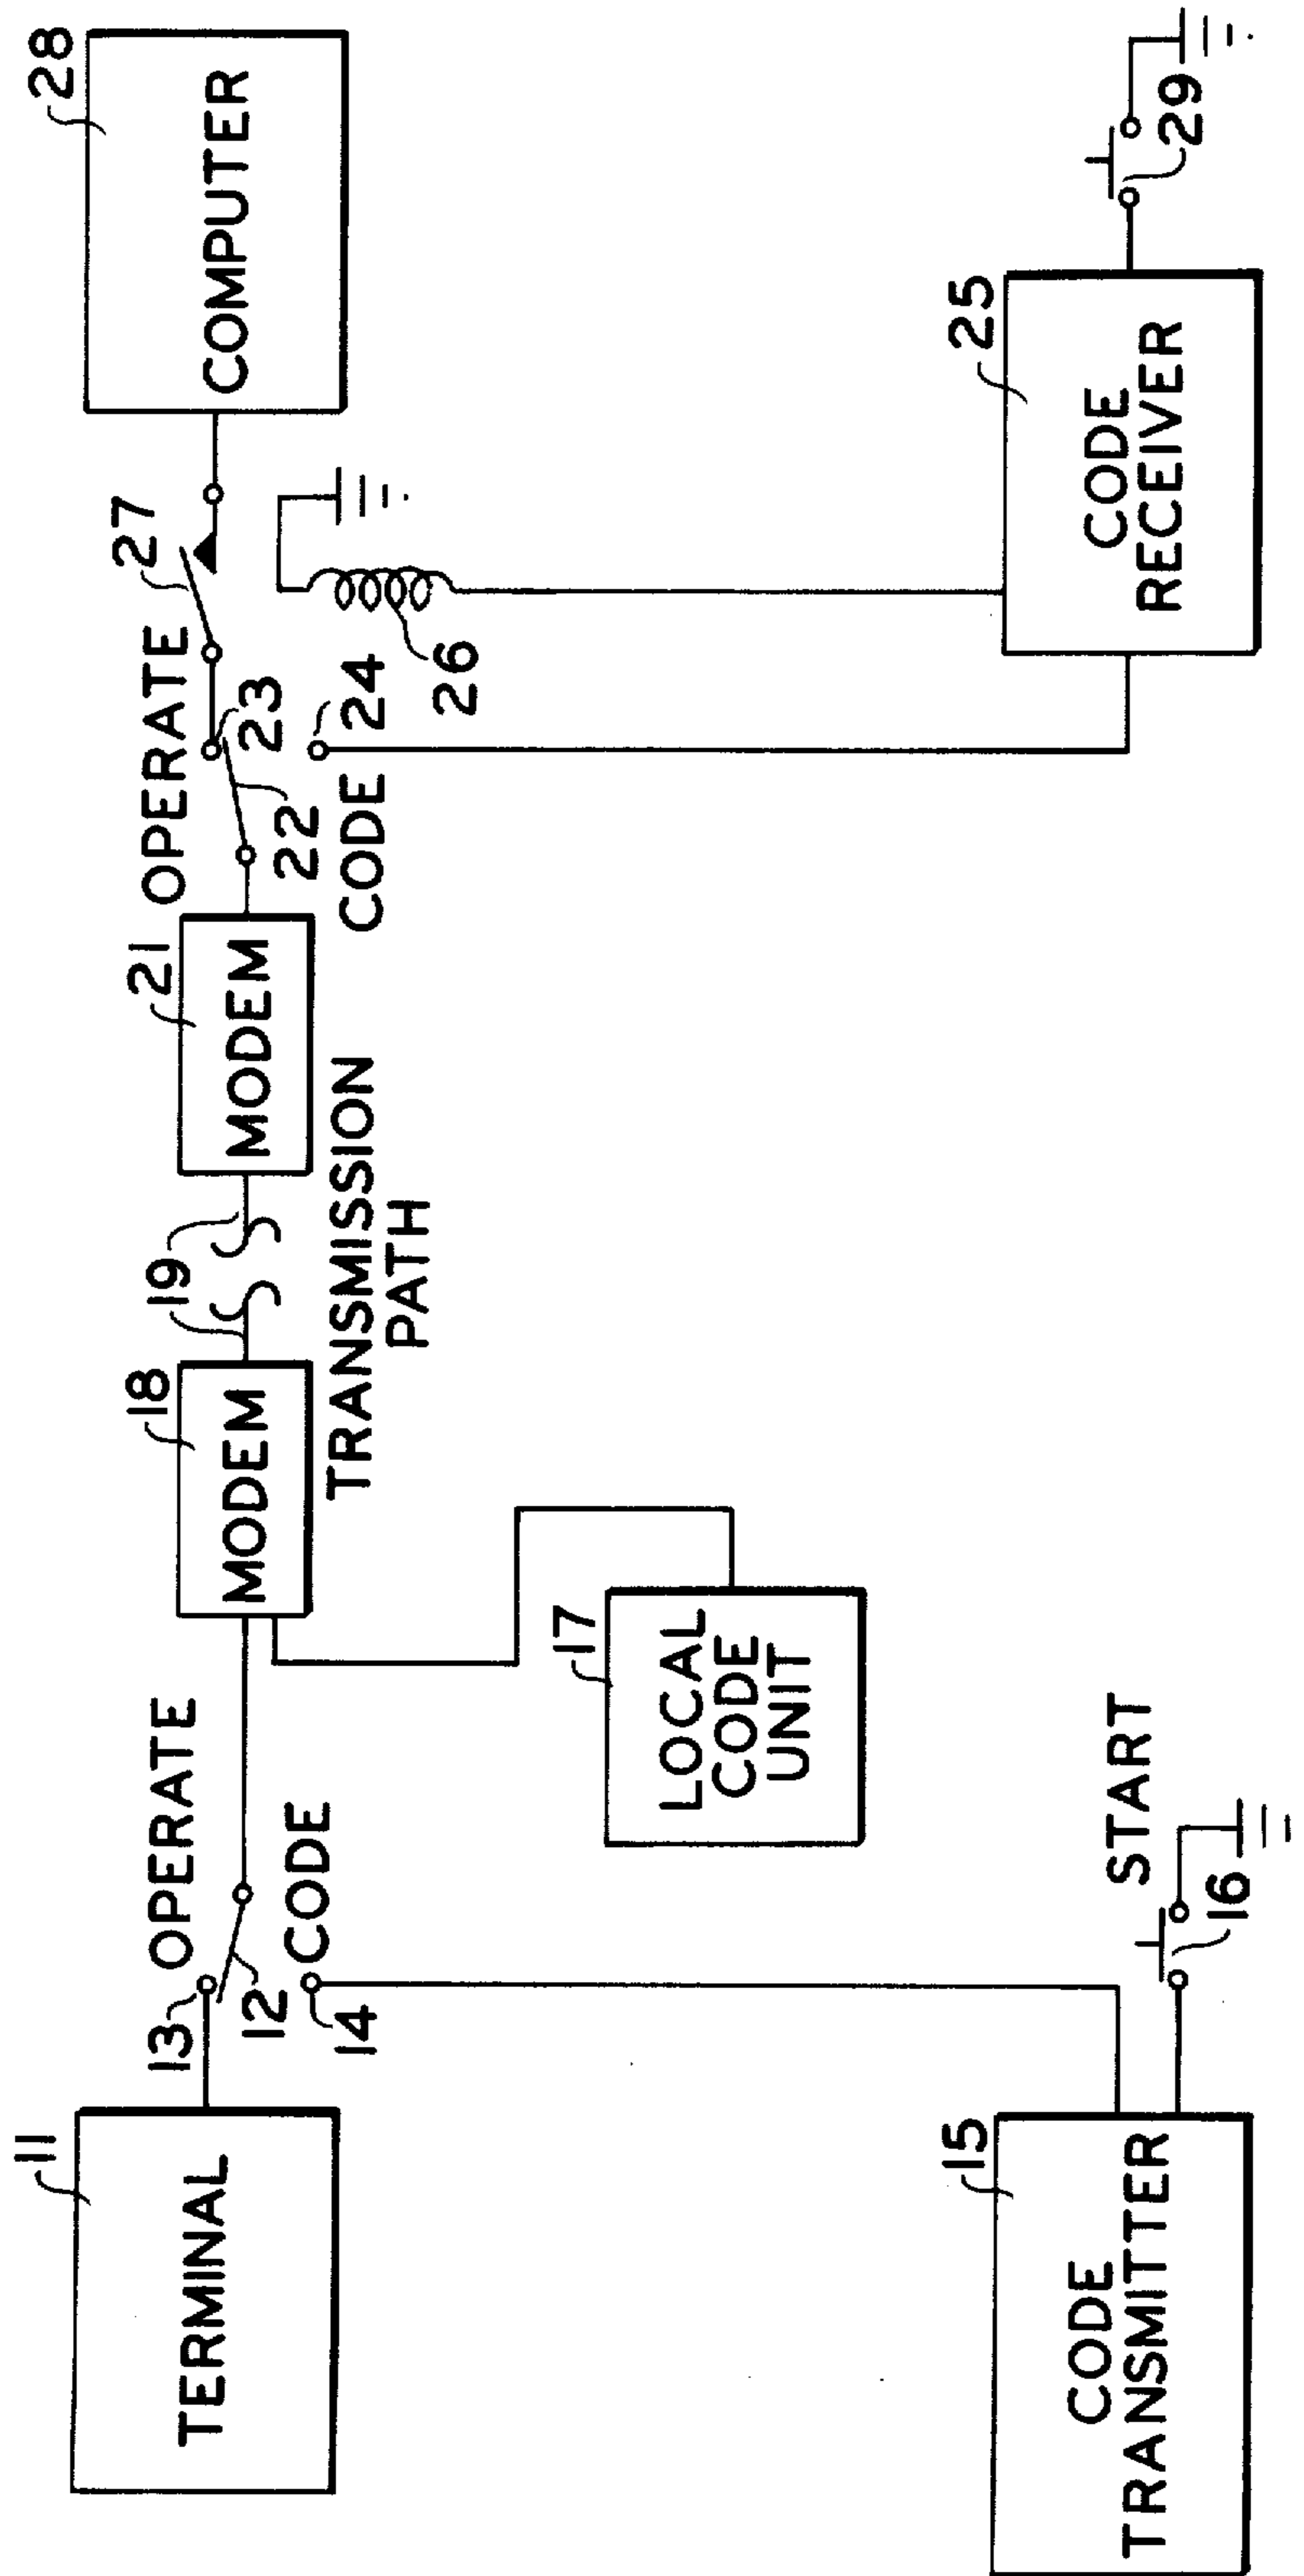 11
TERMINAL
13
OPERATE
12
CODE
14
15
CODE
TRANSMITTER
START
16
17
LOCAL
CODE
UNIT
18
MODEM
19
TRANSMISSION
PATH
21
MODEM
OPERATE
22
23
CODE
24
27
26
28
COMPUTER
25
CODE
RECEIVER
29